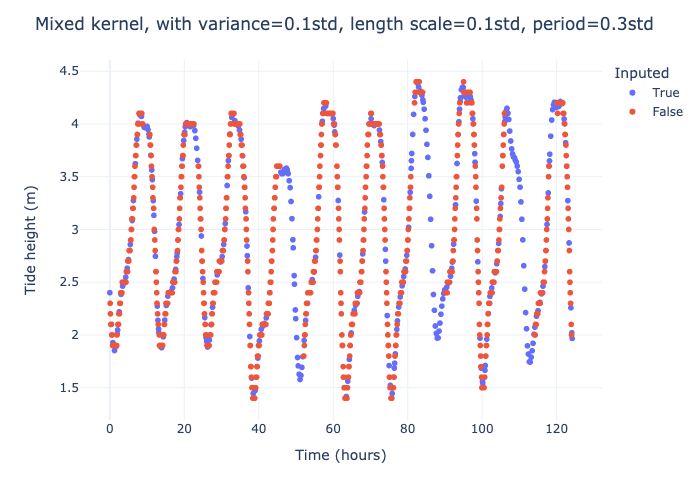 Mixed kernel, with variance=0.1std, length scale=0.1std, period=0.3std
4.5
4
3.5
3
2.5
2
1.5
0
20
40
60
80
100
120
Time (hours)
Tide height (m)
Inputed
True
False